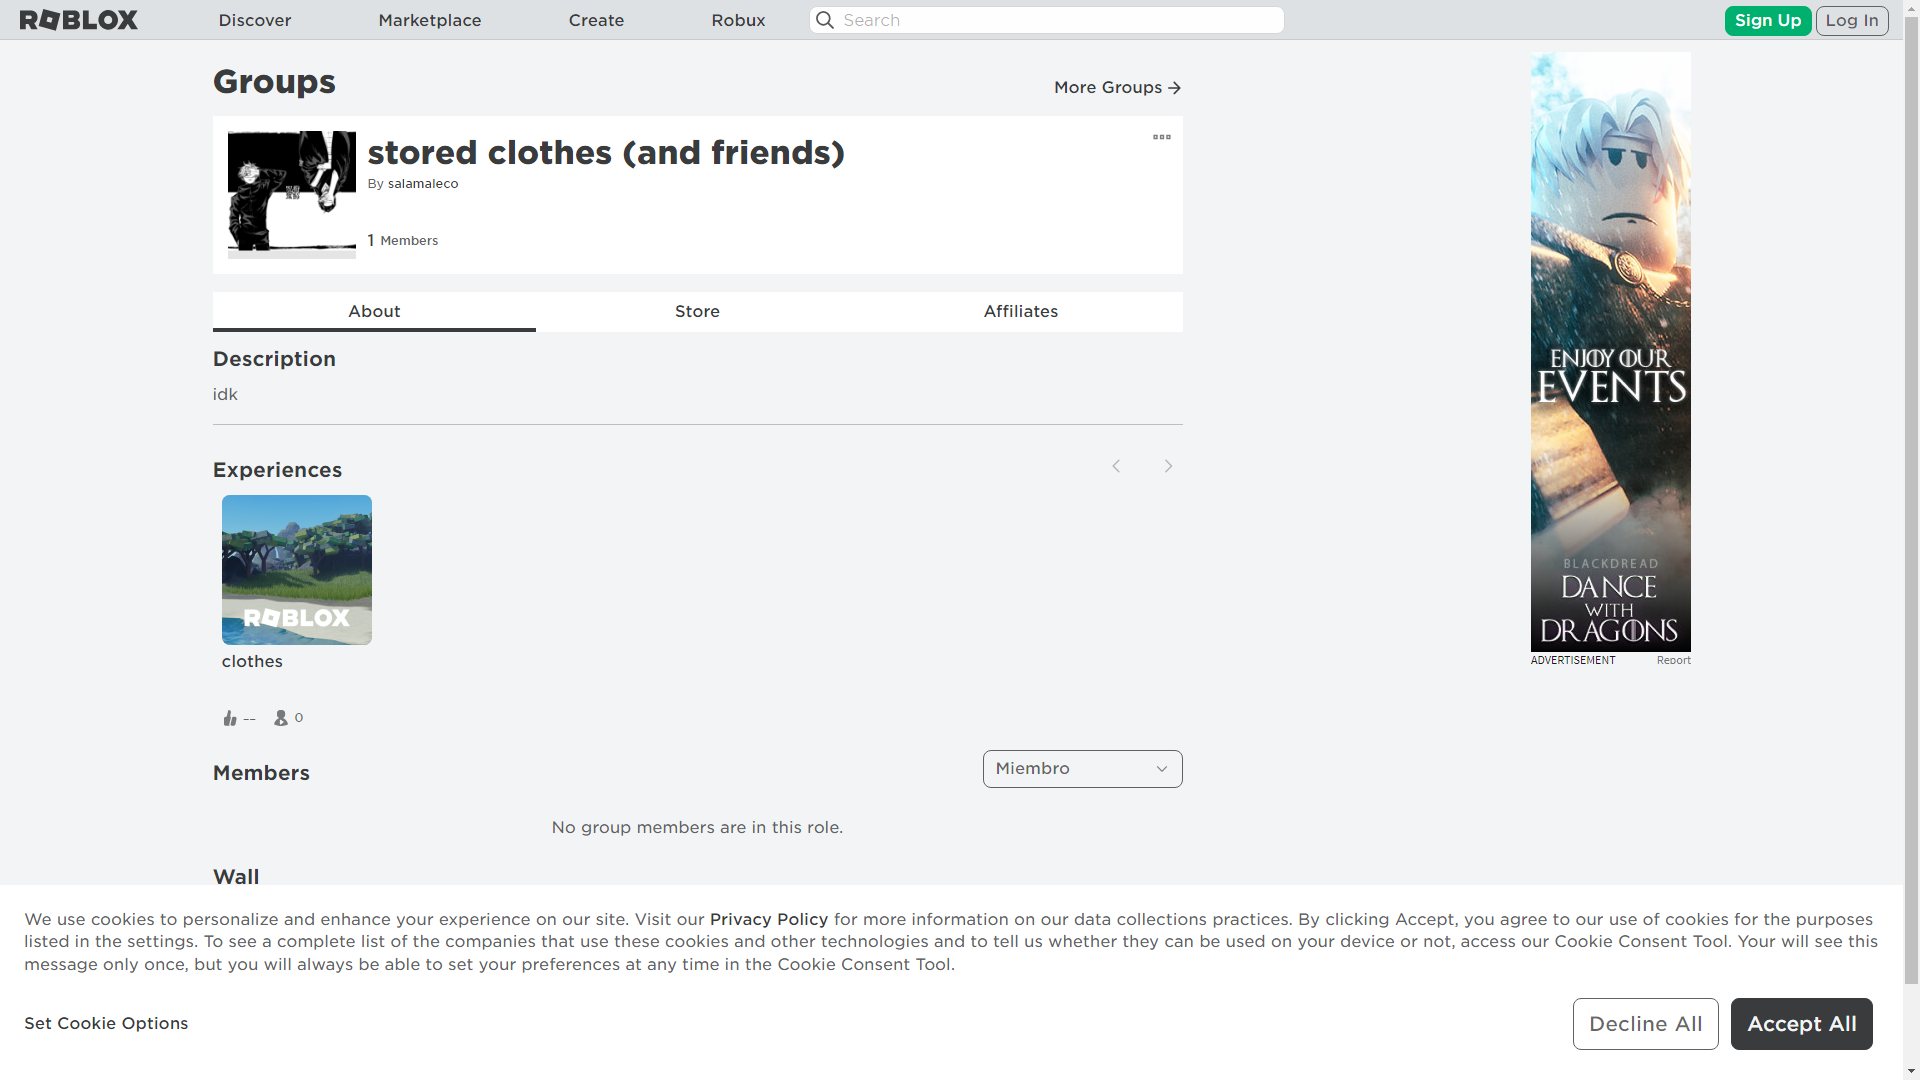 ROBLOX
Discover
Marketplace
Create
Robux
Search
Sign Up
Log In
Groups
More Groups
stored clothes (and friends)
By salamaleco
1 Members
About
Store
Affiliates
Description
idk
Experiences
ROBLOX
clothes
--
0
Members
Miembro
No group members are in this role.
Wall
ENJOY OUR
EVENTS
BLACKDREAD
DANCE
WITH
DRAGONS
ADVERTISEMENT
Report
We use cookies to personalize and enhance your experience on our site. Visit our Privacy Policy for more information on our data collections practices. By clicking Accept, you agree to our use of cookies for the purposes
listed in the settings. To see a complete list of the companies that use these cookies and other technologies and to tell us whether they can be used on your device or not, access our Cookie Consent Tool. Your will see this
message only once, but you will always be able to set your preferences at any time in the Cookie Consent Tool.
Set Cookie Options
Decline All
Accept All